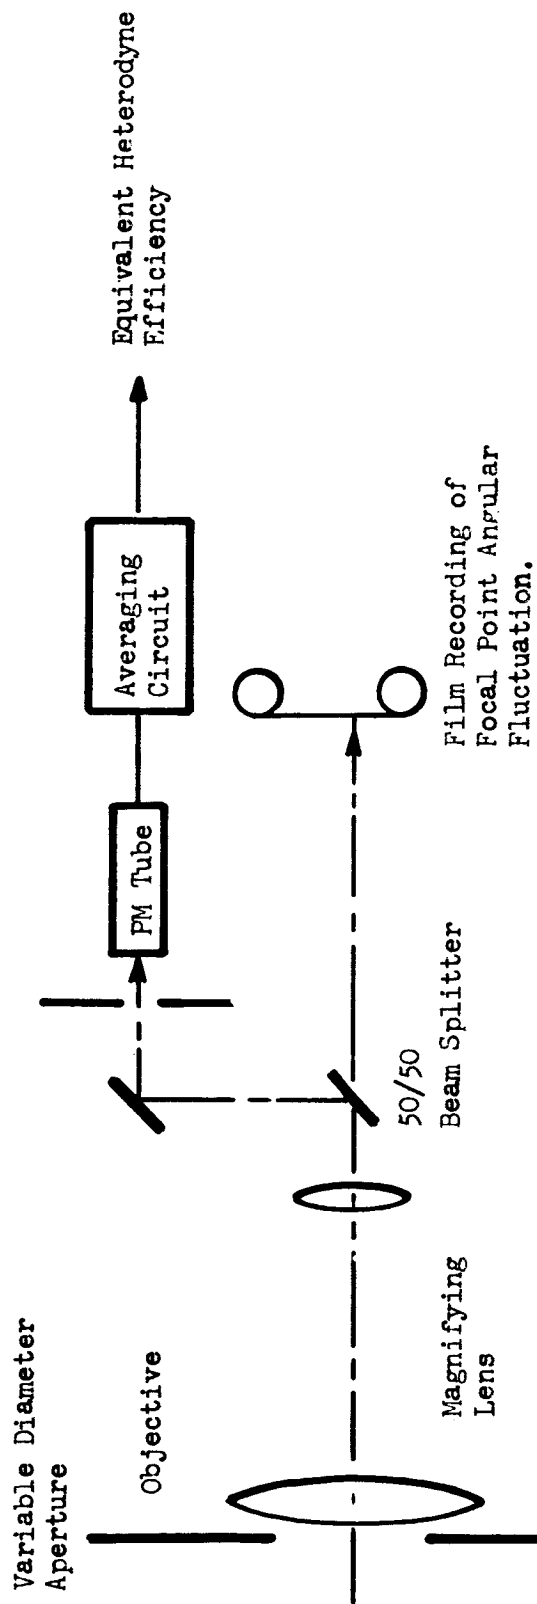 Variable Diameter
Aperture
Objective
Magnifying
Lens
50/50
Beam Splitter
PM Tube
Averaging
Circuit
Equivalent Heterodyne
Efficiency
Film Recording of
Focal Point Angular
Fluctuation.